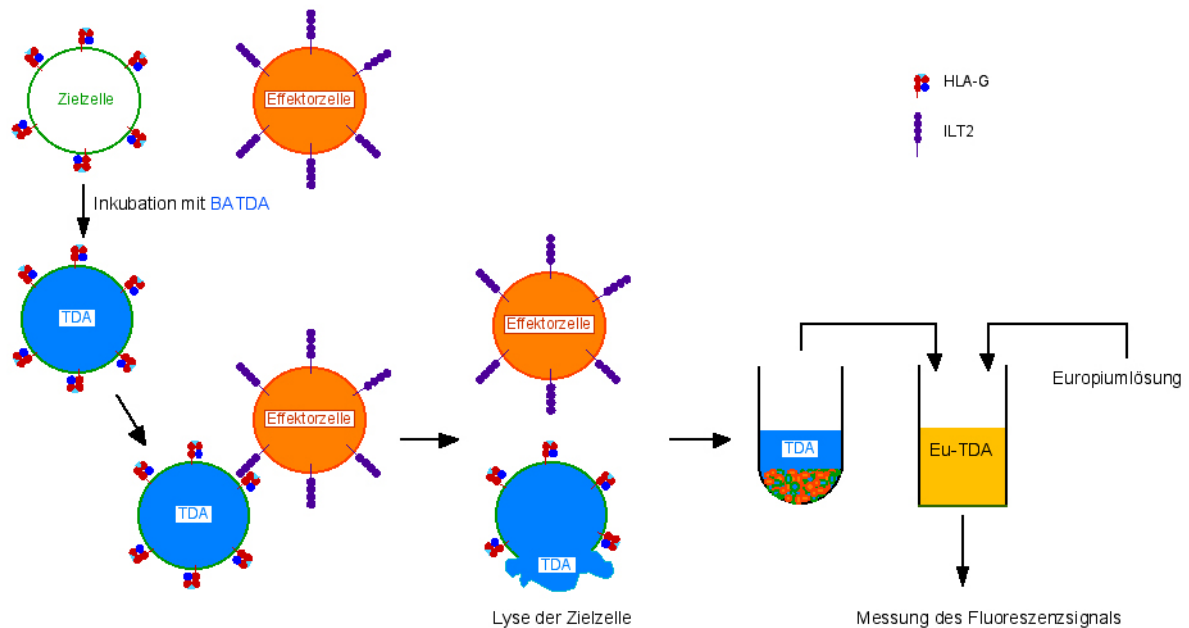 Zielzelle
Effektorzelle
HLA-G
ILT2
Inkubation mit BATDA
TDA
Effektorzelle
Effektorzelle
TDA
TDA
TDA
Eu-TDA
Europiumlösung
Lyse der Zielzelle
Messung des Fluoreszenzsignals